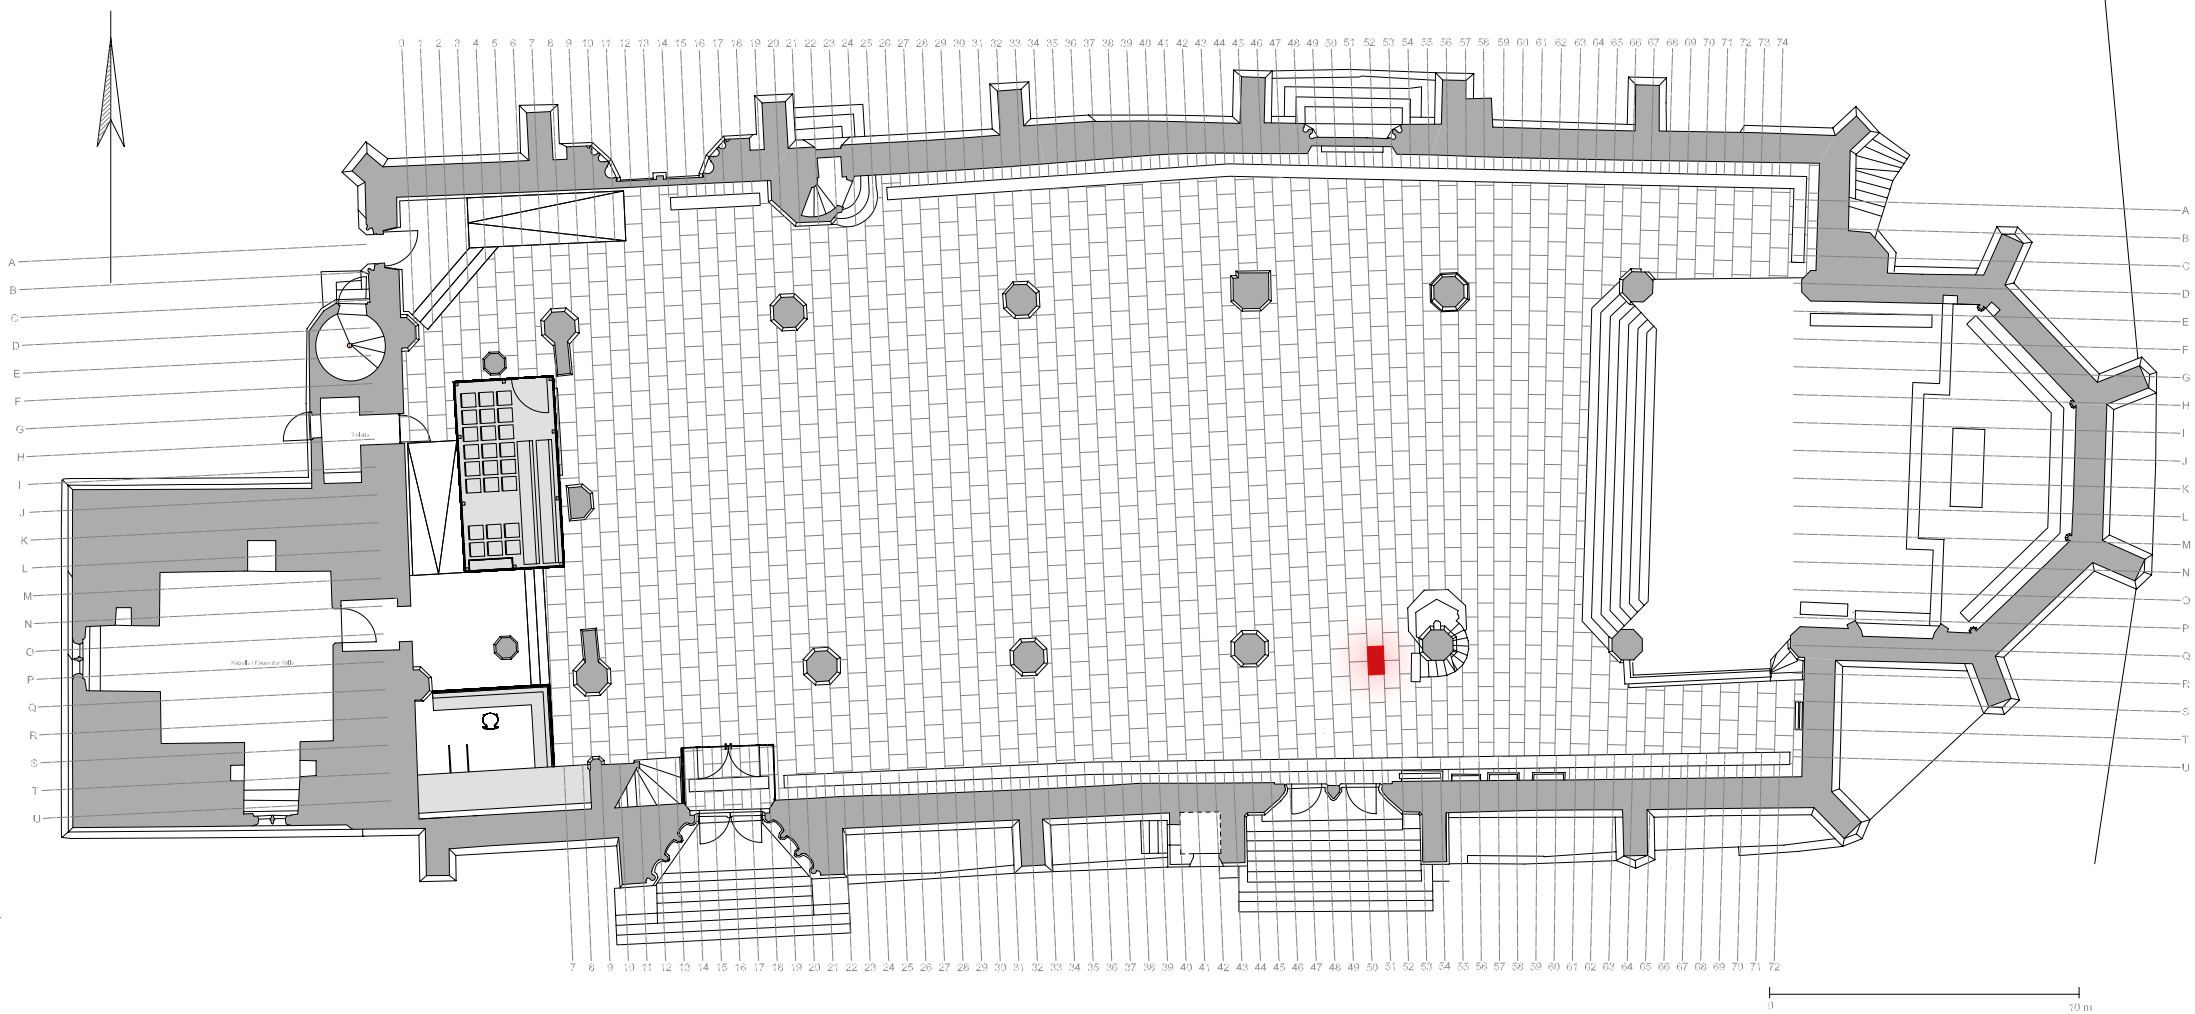 0 1 2 3 4 5 6 7 8 9 10 11 12 13 14 15 16 17 18 19 20 21 22 23 24 25 26 27 28 29 30 31 32 33 34 35 36 37 38 39 40 41 42 43 44 45 46 47 48 49 50 51 52 53 54 55 56 57 58 59 60 61 62 63 64 65 66 67 68 69 70 71 72 73 74
A
B
C
D
E
F
G
H
I
J
K
L
M
N
O
P
Q
R
S
T
U
A
B
C
D
E
F
G
H
I
J
K
L
M
N
O
P
Q
R
S
T
U
7 8 9 10 11 12 13 14 15 16 17 18 19 20 21 22 23 24 25 26 27 28 29 30 31 32 33 34 35 36 37 38 39 40 41 42 43 44 45 46 47 48 49 50 51 52 53 54 55 56 57 58 59 60 61 62 63 64 65 66 67 68 69 70 71 72
0 10 m